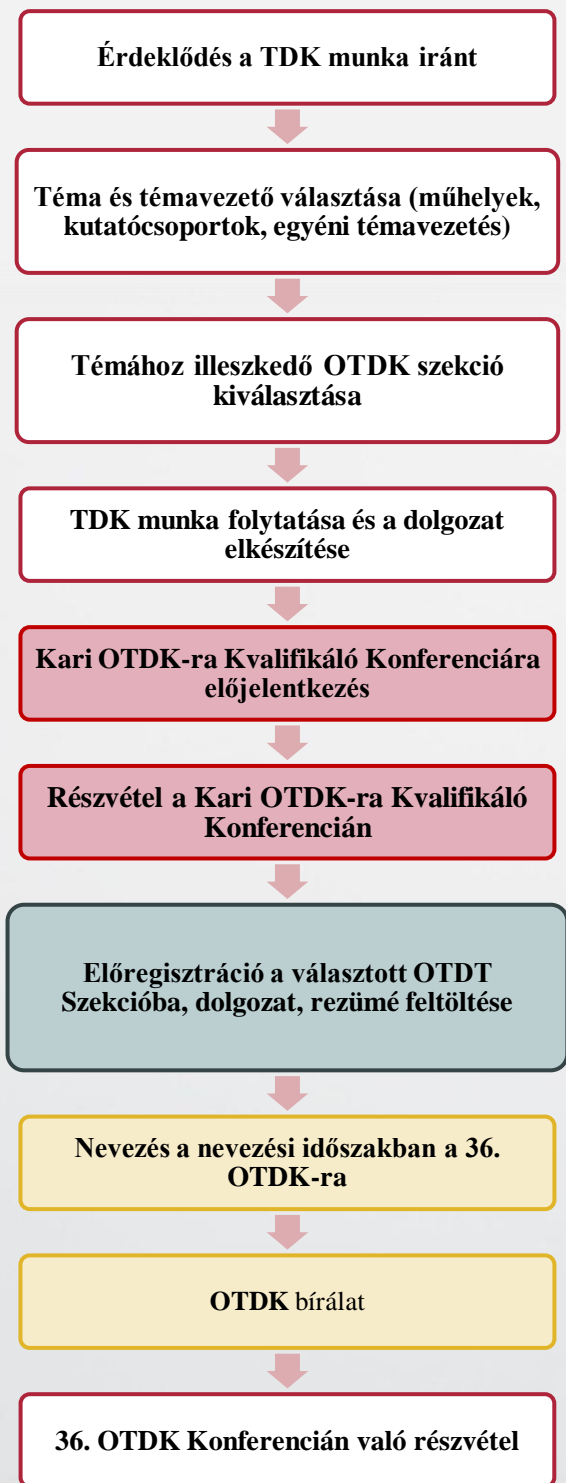 Érdeklődés a TDK munka iránt
Téma és témavezető választása (műhelyek,
kutatócsoportok, egyéni témavezetés)
Témához illeszkedő OTDK szekció
kiválasztása
TDK munka folytatása és a dolgozat
elkészítése
Kari OTDK-ra Kvalifikáló Konferenciára
előjelentkezés
Részvétel a Kari OTDK-ra Kvalifikáló
Konferencián
Előregisztráció a választott OTDT
Szekcióba, dolgozat, rezümé feltöltése
Nevezés a nevezési időszakban a 36.
OTDK-ra
OTDK bírálat
36. OTDK Konferencián való részvétel